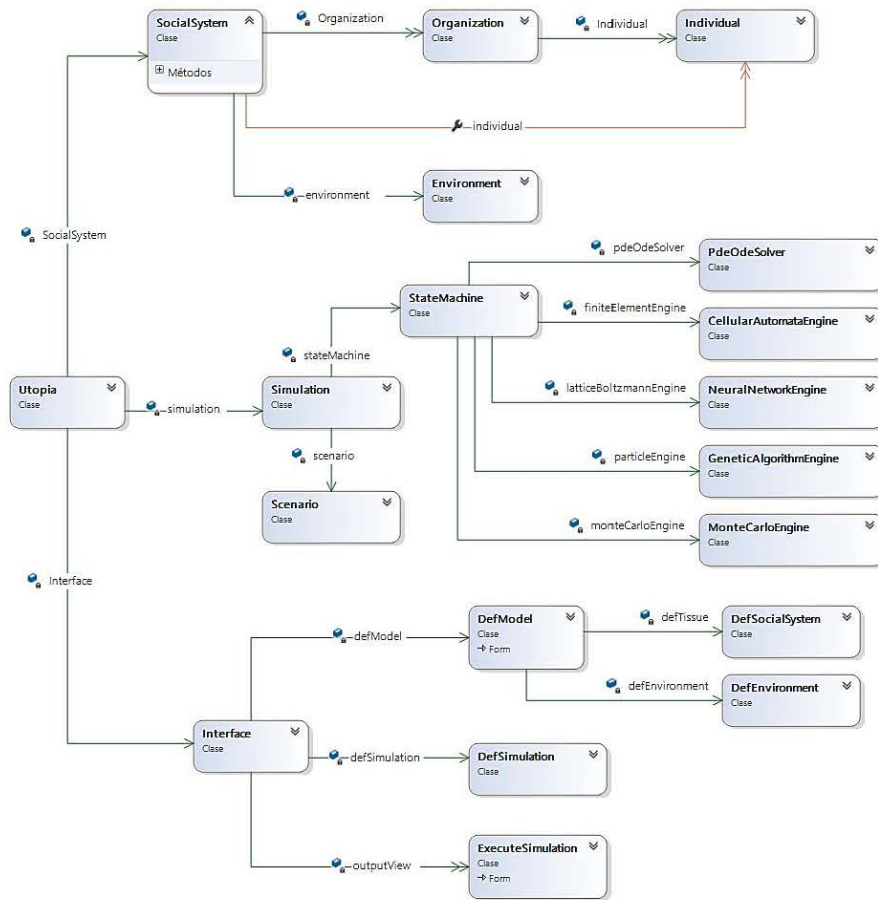 SocialSystem
Clase
Métodos
Organization
Organization
Clase
Individual
Individual
Clase
individual
environment
Environment
Clase
SocialSystem
pdeOdeSolver
PdeOdeSolver
Clase
StateMachine
Clase
finiteElementEngine
CellularAutomataEngine
Clase
stateMachine
Utopia
Clase
simulation
Simulation
Clase
latticeBoltzmannEngine
NeuralNetworkEngine
Clase
scenario
particleEngine
GeneticAlgorithmEngine
Clase
Scenario
Clase
monteCarloEngine
MonteCarloEngine
Clase
Interface
defModel
DefModel
Clase
Form
defTissue
DefSocialSystem
Clase
defEnvironment
DefEnvironment
Clase
Interface
Clase
defSimulation
DefSimulation
Clase
outputView
ExecuteSimulation
Clase
Form